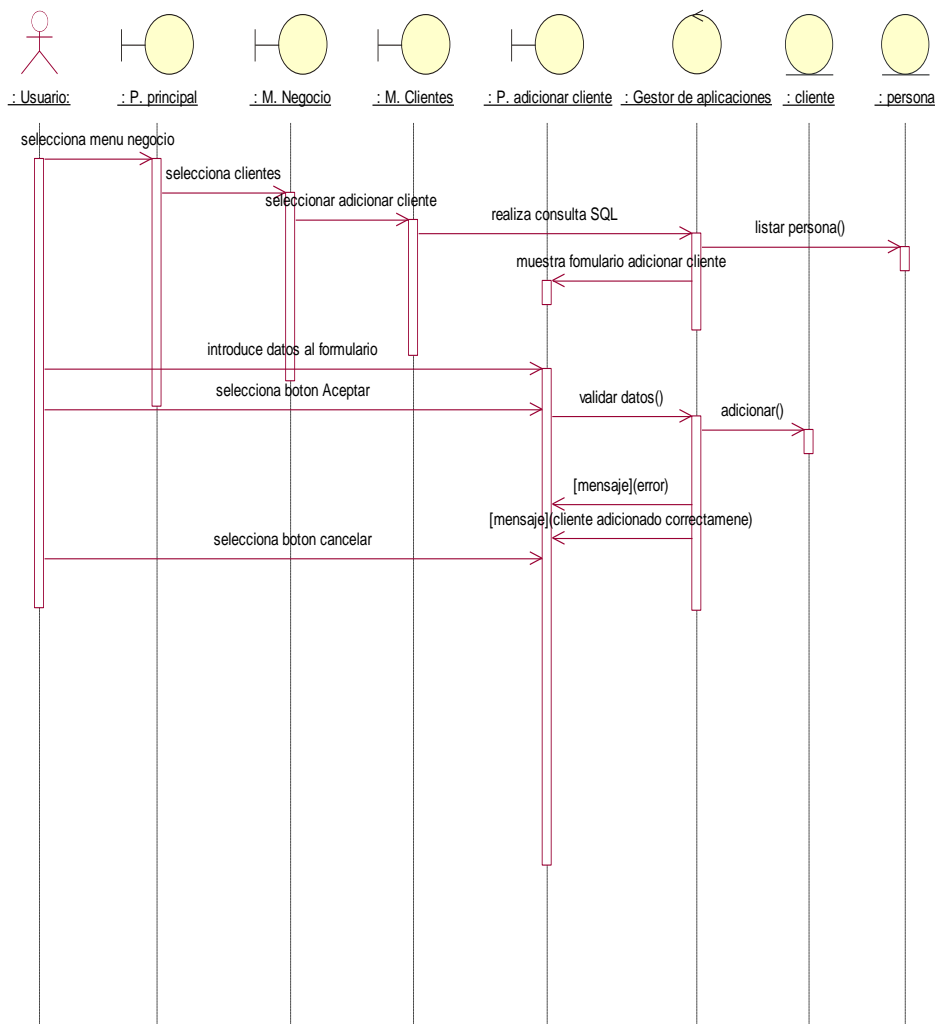 : Usuario:
: P. principal
: M. Negocio
: M. Clientes
: P. adicionar cliente
: Gestor de aplicaciones
: cliente
: persona
selecciona menu negocio
selecciona clientes
seleccionar adicionar cliente
realiza consulta SQL
listar persona()
muestra fomulario adicionar cliente
introduce datos al formulario
selecciona boton Aceptar
validar datos()
adicionar()
[mensaje](error)
[mensaje](cliente adicionado correctamene)
selecciona boton cancelar